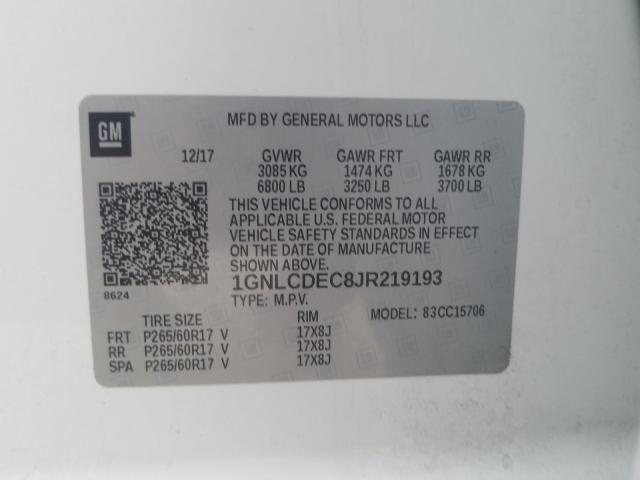 GM
MFD BY GENERAL MOTORS LLC
12/17 GVWR GAWR FRT GAWR RR
3085 KG 1474 KG 1678 KG
6800 LB 3250 LB 3700 LB
THIS VEHICLE CONFORMS TO ALL
APPLICABLE U.S. FEDERAL MOTOR
VEHICLE SAFETY STANDARDS IN EFFECT
ON THE DATE OF MANUFACTURE
SHOWN ABOVE.
8624
1GNLCDEC8JR219193
TYPE: M.P.V. MODEL: 83CC15706
TIRE SIZE RIM
FRT P265/60R17 V 17X8J
RR P265/60R17 V 17X8J
SPA P265/60R17 V 17X8J